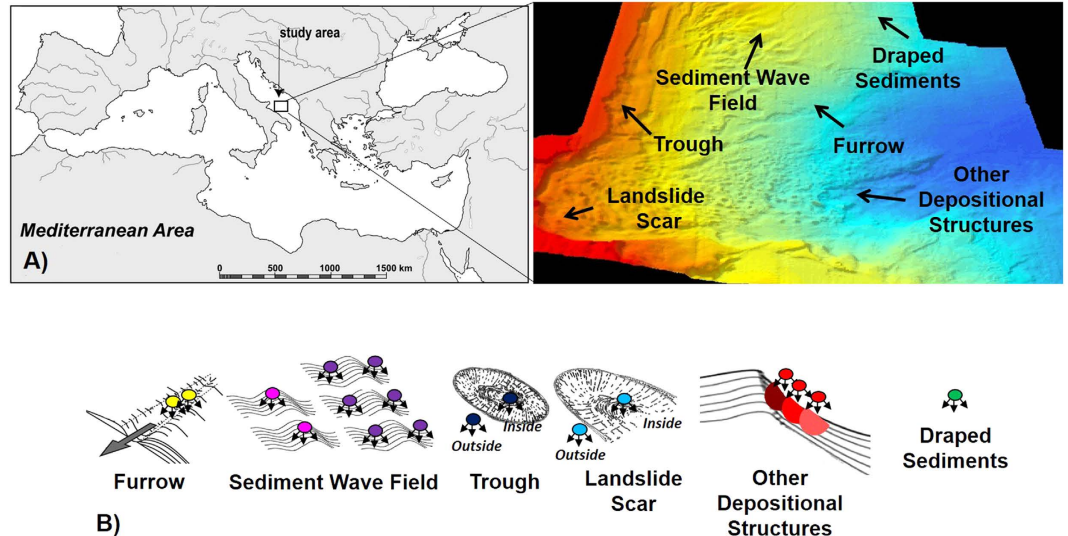 study area
Mediterranean Area
A)
0 500 1000 1500 km
Draped
Sediments
Sediment Wave
Field
Trough
Furrow
Landslide
Scar
Other
Depositional
Structures
Outside
Inside
Outside
Inside
Furrow
Sediment Wave Field
Trough
Landslide
Scar
Other
Depositional
Structures
Draped
Sediments
B)